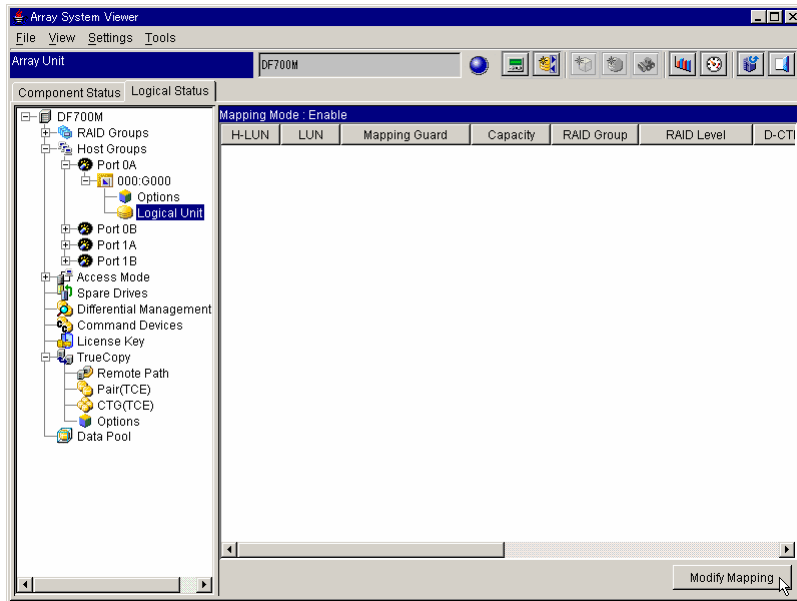 Array System Viewer
File View Settings Tools
Array Unit
DF700M
Component Status Logical Status
DF700M
RAID Groups
Host Groups
Port 0A
000:G000
Options
Logical Unit
Port 0B
Port 1A
Port 1B
Access Mode
Spare Drives
Differential Management
Command Devices
License Key
TrueCopy
Remote Path
Pair(TCE)
CTG(TCE)
Options
Data Pool
Mapping Mode : Enable
H-LUN LUN Mapping Guard Capacity RAID Group RAID Level D-CT
Modify Mapping